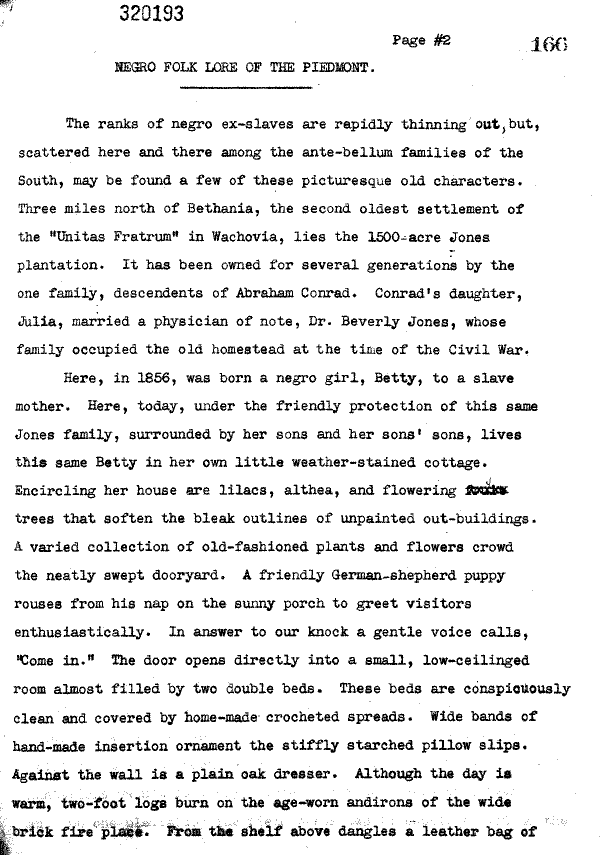 320193
Page #2
166
NEGRO FOLK LORE OF THE PIEDMONT.
The ranks of negro ex-slaves are rapidly thinning out, but,
scattered here and there among the ante-bellum families of the
South, may be found a few of these picturesque old characters.
Three miles north of Bethania, the second oldest settlement of
the "Unitas Fratrum" in Wachovia, lies the 1500-acre Jones
plantation. It has been owned for several generations by the
one family, descendents of Abraham Conrad. Conrad's daughter,
Julia, married a physician of note, Dr. Beverly Jones, whose
family occupied the old homestead at the time of the Civil War.
Here, in 1856, was born a negro girl, Betty, to a slave
mother. Here, today, under the friendly protection of this same
Jones family, surrounded by her sons and her sons' sons, lives
this same Betty in her own little weather-stained cottage.
Encircling her house are lilacs, althea, and flowering
trees that soften the bleak outlines of unpainted out-buildings.
A varied collection of old-fashioned plants and flowers crowd
the neatly swept dooryard. A friendly German-shepherd puppy
rouses from his nap on the sunny porch to greet visitors
enthusiastically. In answer to our knock a gentle voice calls,
"Come in." The door opens directly into a small, low-ceilinged
room almost filled by two double beds. These beds are conspicuously
clean and covered by home-made crocheted spreads. Wide bands of
hand-made insertion ornament the stiffly starched pillow slips.
Against the wall is a plain oak dresser. Although the day is
warm, two-foot logs burn on the age-worn andirons of the wide
brick fire place. From the shelf above dangles a leather bag of